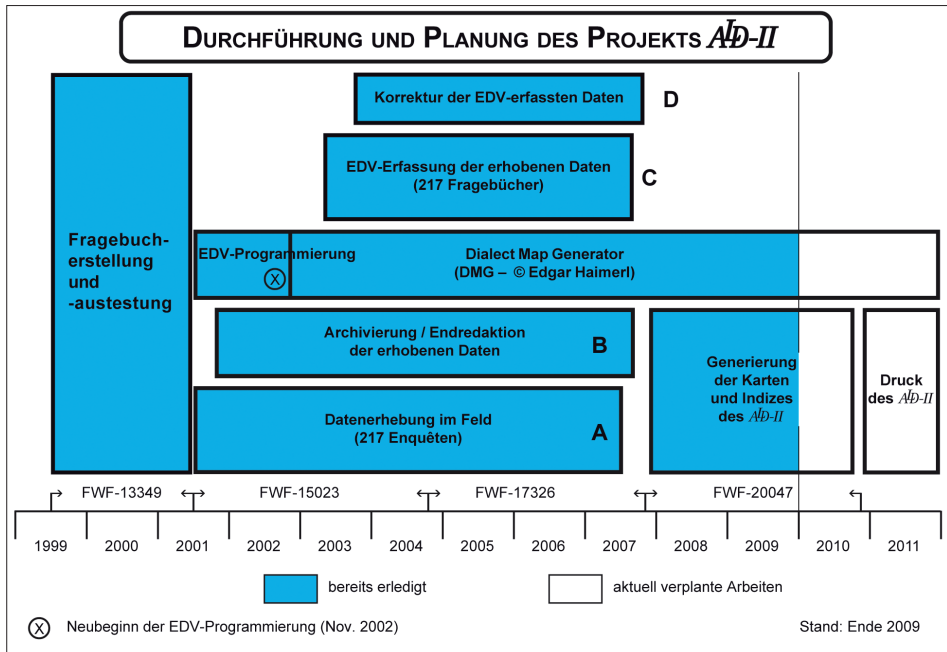 DURCHFÜHRUNG UND PLANUNG DES PROJEKTS ALD-II
Korrektur der EDV-erfassten Daten
D
EDV-Erfassung der erhobenen Daten
(217 Fragebücher)
C
Fragebuch-
erstellung
und
-austestung
EDV-Programmierung
X
Dialect Map Generator
(DMG – © Edgar Haimerl)
Archivierung / Endredaktion
der erhobenen Daten
B
Datenerhebung im Feld
(217 Enquêten)
A
Generierung
der Karten
und Indizes
des ALD-II
Druck
des ALD-II
FWF-13349
FWF-15023
FWF-17326
FWF-20047
1999 2000 2001 2002 2003 2004 2005 2006 2007 2008 2009 2010 2011
bereits erledigt
aktuell verplante Arbeiten
X Neubeginn der EDV-Programmierung (Nov. 2002)
Stand: Ende 2009